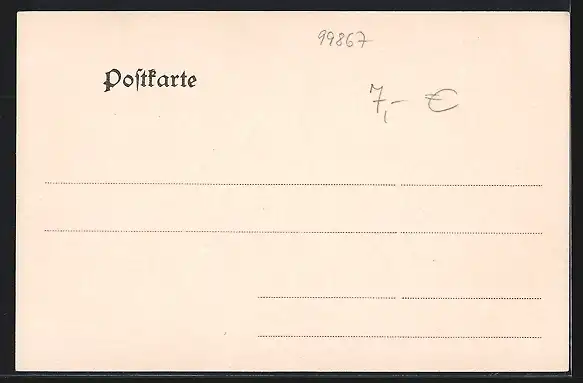 99867
Postkarte
7,- €